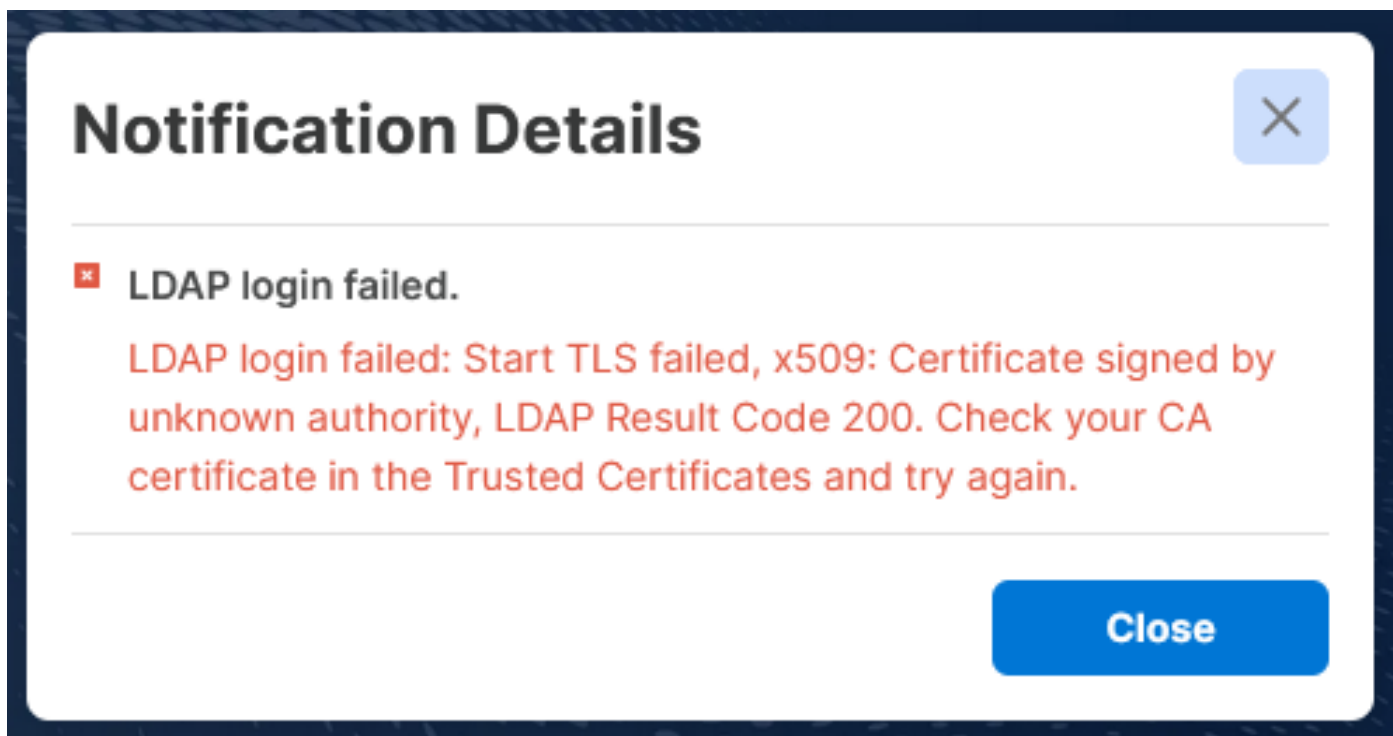 Notification Details
LDAP login failed.
LDAP login failed: Start TLS failed, x509: Certificate signed by
unknown authority, LDAP Result Code 200. Check your CA
certificate in the Trusted Certificates and try again.
Close